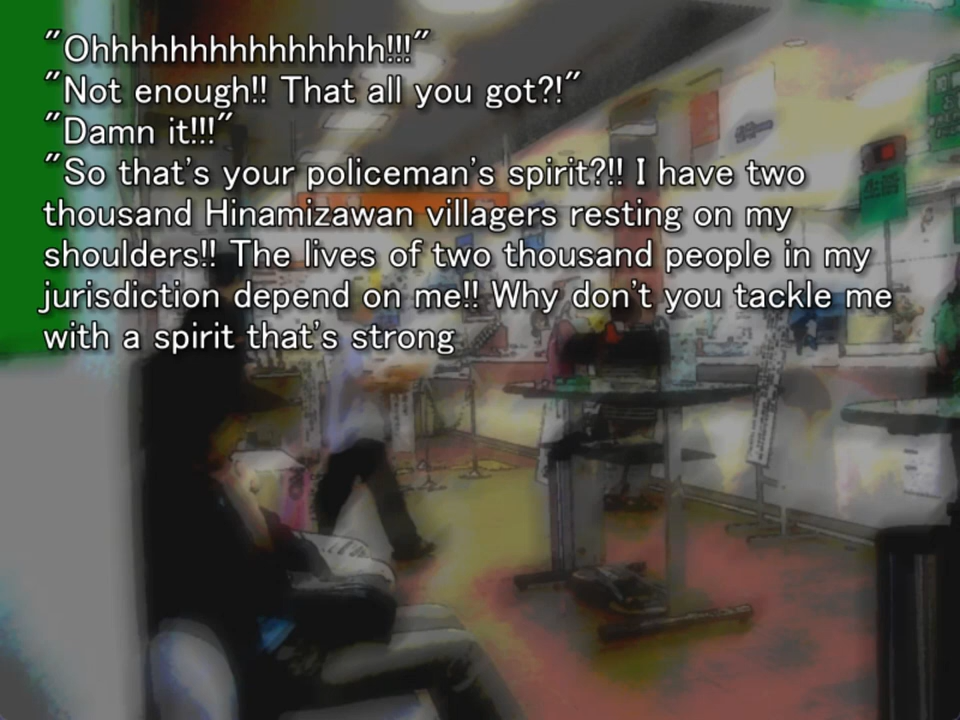 "Ohhhhhhhhhhhhhhh!!!"
"Not enough!! That all you got?!"
"Damn it!!!"
"So that's your policeman's spirit?!! I have two
thousand Hinamizawan villagers resting on my
shoulders!! The lives of two thousand people in my
jurisdiction depend on me!! Why don't you tackle me
with a spirit that's strong